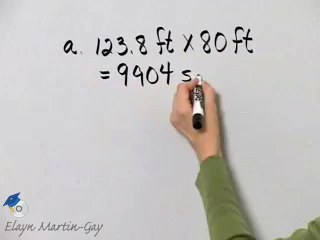 a. 123.8 ft × 80 ft
= 9904 s
Elayn Martin-Gay